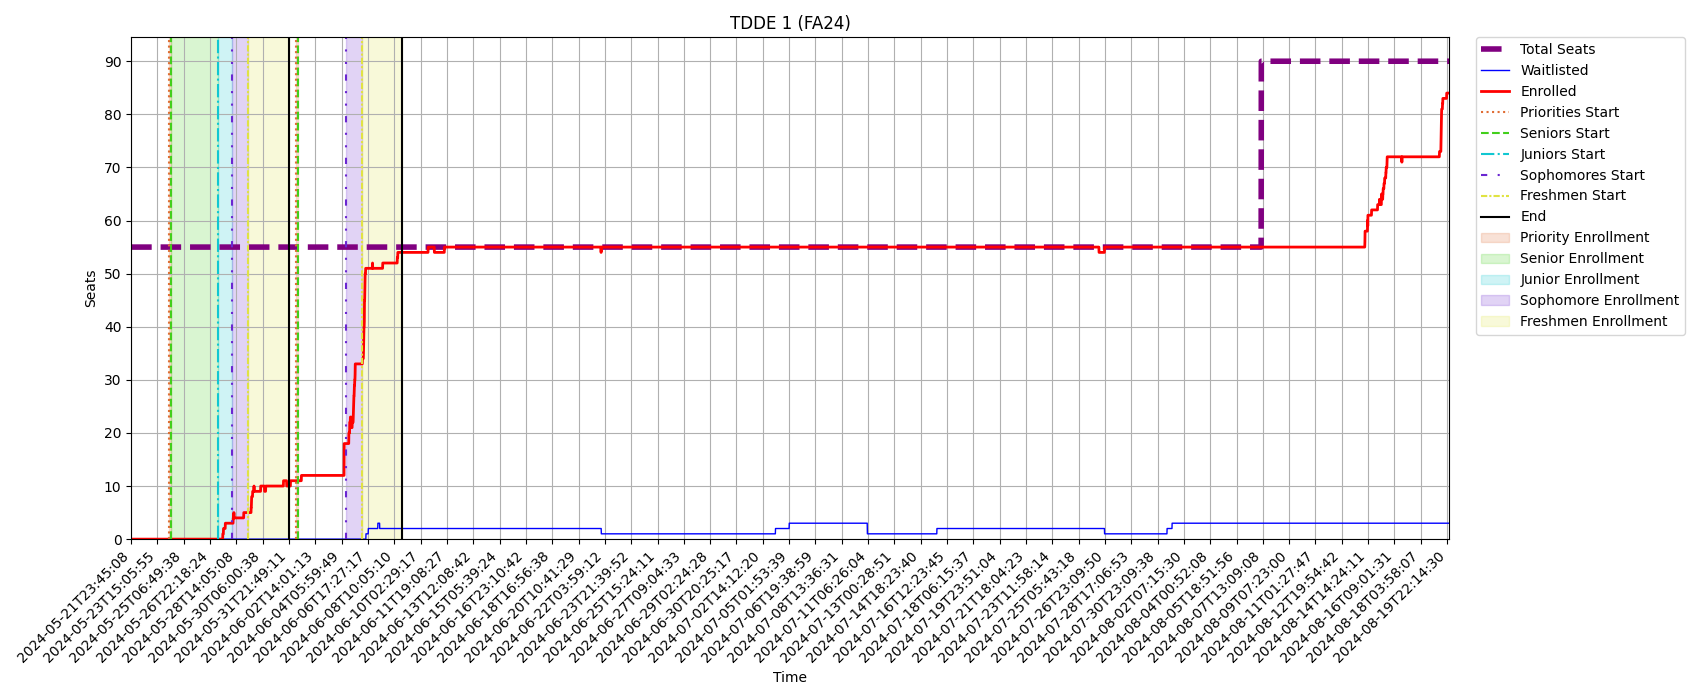 TDDE 1 (FA24)
Seats
90
80
70
60
50
40
30
20
10
0
2024-05-21T23:45:08
2024-05-23T15:05:55
2024-05-25T06:49:38
2024-05-26T22:18:24
2024-05-28T14:05:08
2024-05-30T06:00:38
2024-05-31T21:49:11
2024-06-02T14:01:13
2024-06-04T05:59:49
2024-06-06T17:27:17
2024-06-08T10:05:10
2024-06-10T02:29:17
2024-06-11T19:08:27
2024-06-13T12:08:42
2024-06-15T05:39:24
2024-06-16T23:10:42
2024-06-18T16:56:38
2024-06-20T10:41:29
2024-06-22T03:59:12
2024-06-23T21:39:52
2024-06-25T15:24:11
2024-06-27T09:04:33
2024-06-29T02:24:28
2024-06-30T20:25:17
2024-07-02T14:12:20
2024-07-05T01:53:39
2024-07-06T19:38:59
2024-07-08T13:36:31
2024-07-11T06:26:04
2024-07-13T00:28:51
2024-07-14T18:23:40
2024-07-16T12:23:45
2024-07-18T06:15:37
2024-07-19T23:51:04
2024-07-21T18:04:23
2024-07-23T11:58:14
2024-07-25T05:43:18
2024-07-26T23:09:50
2024-07-28T17:06:53
2024-07-30T23:09:38
2024-08-02T07:15:30
2024-08-04T00:52:08
2024-08-05T18:51:56
2024-08-07T13:09:08
2024-08-09T07:23:00
2024-08-11T01:27:47
2024-08-12T19:54:42
2024-08-14T14:24:11
2024-08-16T09:01:31
2024-08-18T03:58:07
2024-08-19T22:14:30
Time
Total Seats
Waitlisted
Enrolled
Priorities Start
Seniors Start
Juniors Start
Sophomores Start
Freshmen Start
End
Priority Enrollment
Senior Enrollment
Junior Enrollment
Sophomore Enrollment
Freshmen Enrollment